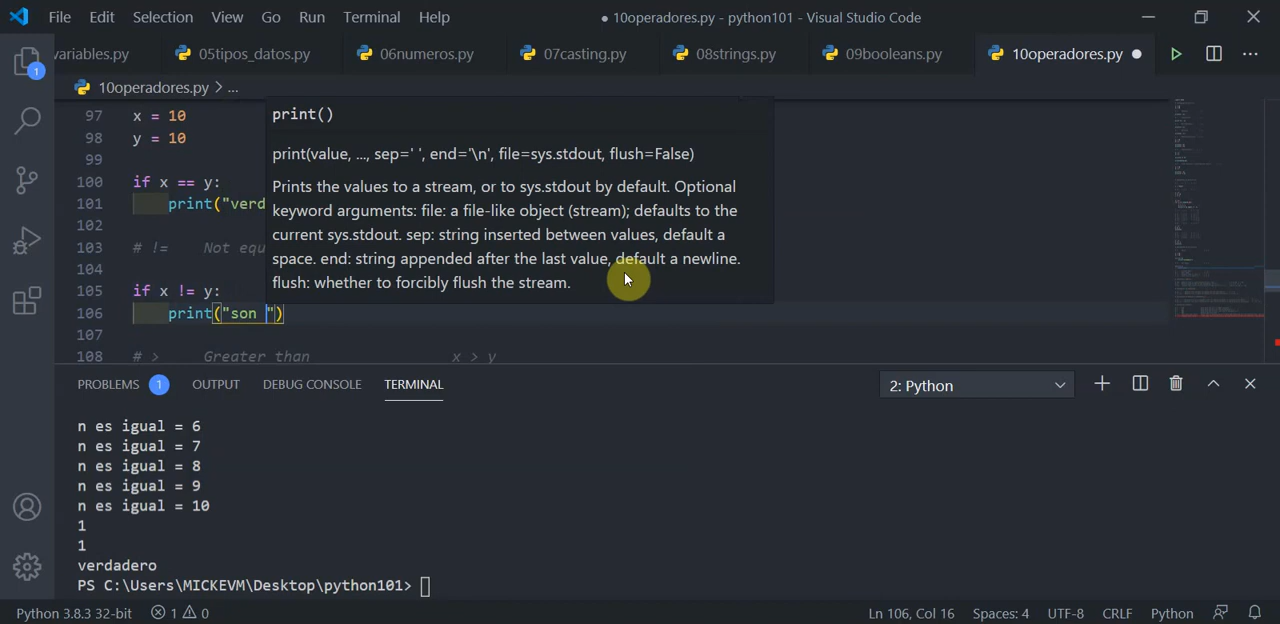 File Edit Selection View Go Run Terminal Help
● 10operadores.py - python101 - Visual Studio Code
variables.py 05tipos_datos.py 06numeros.py 07casting.py 08strings.py 09booleans.py 10operadores.py ●
1
10operadores.py > ...
97 x = 10
98 y = 10
99
100 if x == y:
101 print("verd
102
103 # != Not equ
104
105 if x != y:
106 print("son ")
107
108 # > Greater than x > y
print()
print(value, ..., sep=' ', end='\n', file=sys.stdout, flush=False)
Prints the values to a stream, or to sys.stdout by default. Optional
keyword arguments: file: a file-like object (stream); defaults to the
current sys.stdout. sep: string inserted between values, default a
space. end: string appended after the last value, default a newline.
flush: whether to forcibly flush the stream.
PROBLEMS 1 OUTPUT DEBUG CONSOLE TERMINAL 2: Python
n es igual = 6
n es igual = 7
n es igual = 8
n es igual = 9
n es igual = 10
1
1
verdadero
PS C:\Users\MICKEVM\Desktop\python101>
Python 3.8.3 32-bit 1 0 Ln 106, Col 16 Spaces: 4 UTF-8 CRLF Python